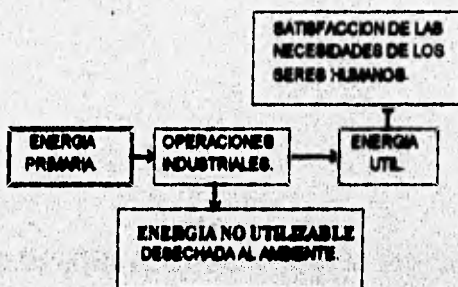 SATISFACCION DE LAS
NECESIDADES DE LOS
SERES HUMANOS.
ENERGIA
PRIMARIA
OPERACIONES
INDUSTRIALES.
ENERGIA
UTIL
ENERGIA NO UTILIZABLE
DESECHADA AL AMBIENTE.